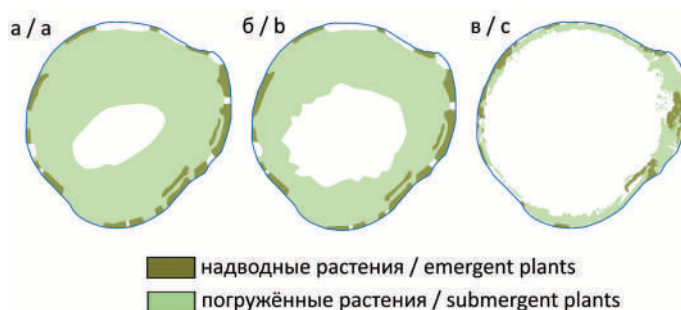 а / a
б / b
в / c
надводные растения / emergent plants
погружённые растения / submergent plants